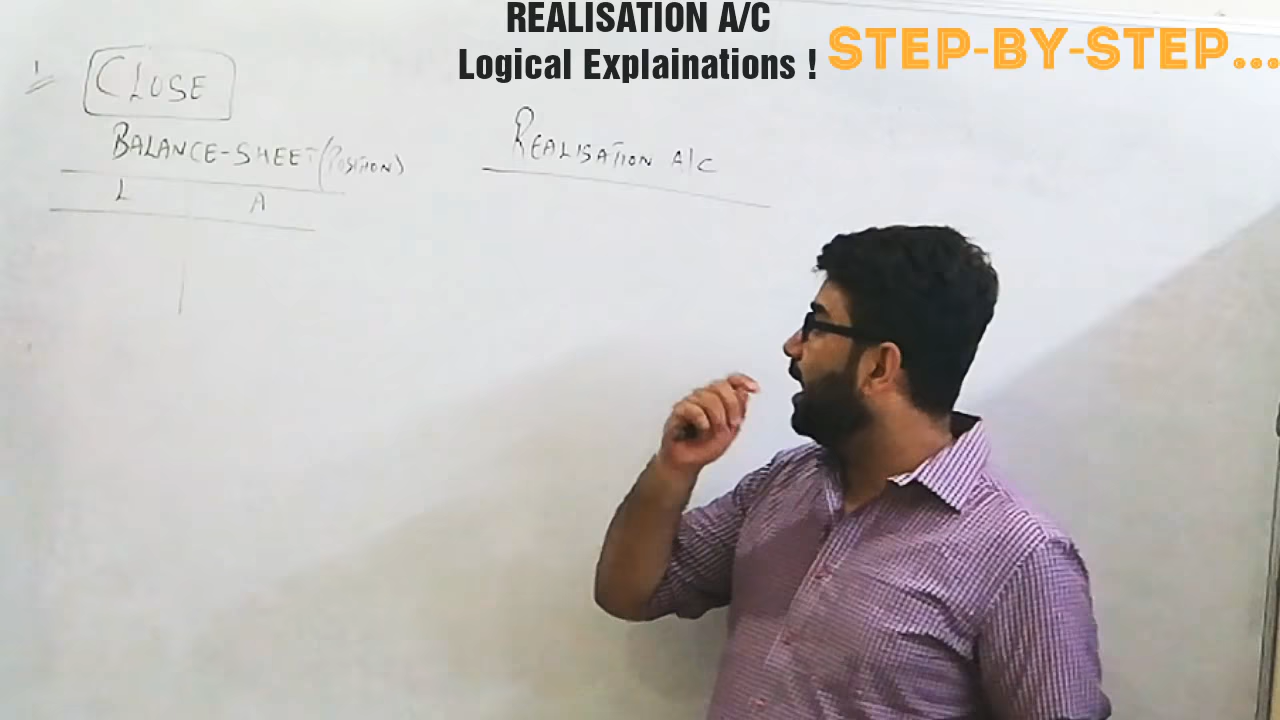 REALISATION A/C
Logical Explainations !
STEP-BY-STEP...
1
CLOSE
BALANCE-SHEET (POSITION)
L A
REALISATION A/C